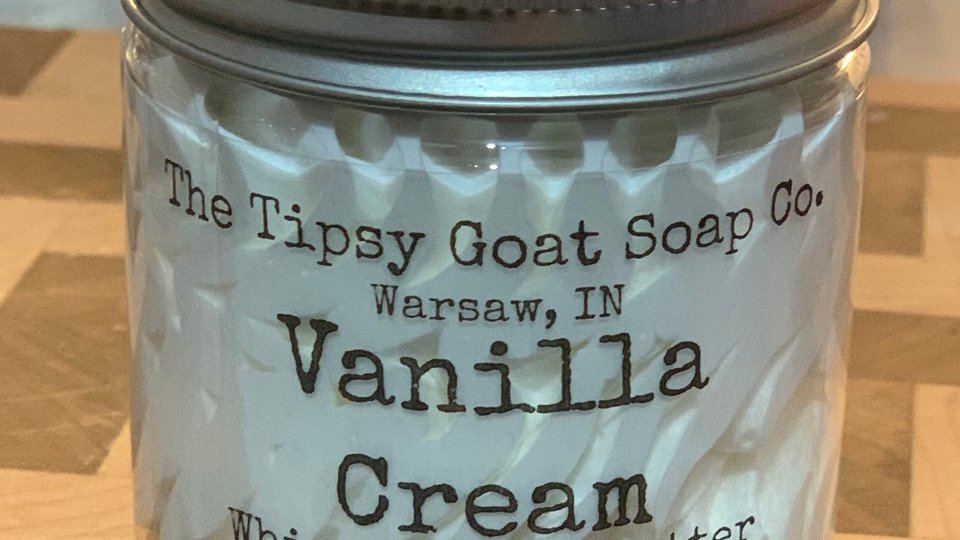 The Tipsy Goat Soap Co.
Warsaw, IN
Vanilla
Cream